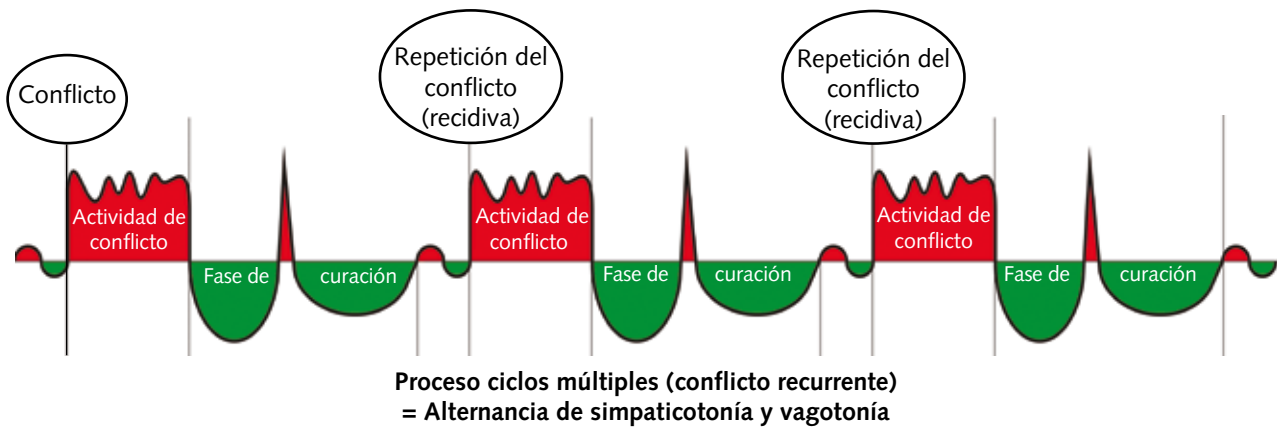 Conflicto
Repetición del
conflicto
(recidiva)
Repetición del
conflicto
(recidiva)
Actividad de
conflicto
Fase de
curación
Actividad de
conflicto
Fase de
curación
Actividad de
conflicto
Fase de
curación
Proceso ciclos múltiples (conflicto recurrente)
= Alternancia de simpaticotonía y vagotonía